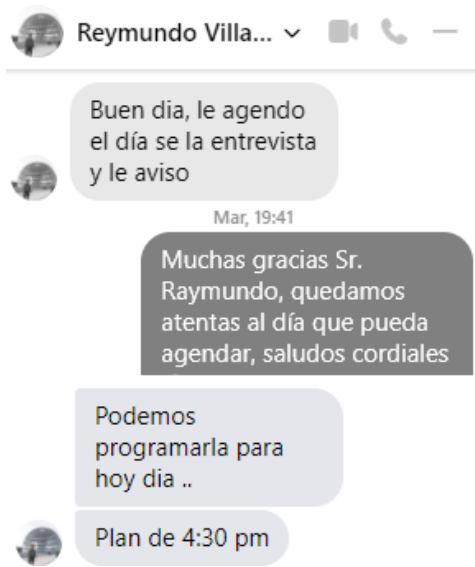 Reymundo Villa...
Buen dia, le agendo
el día se la entrevista
y le aviso
Mar, 19:41
Muchas gracias Sr.
Raymundo, quedamos
atentas al día que pueda
agendar, saludos cordiales
Podemos
programarla para
hoy dia ..
Plan de 4:30 pm